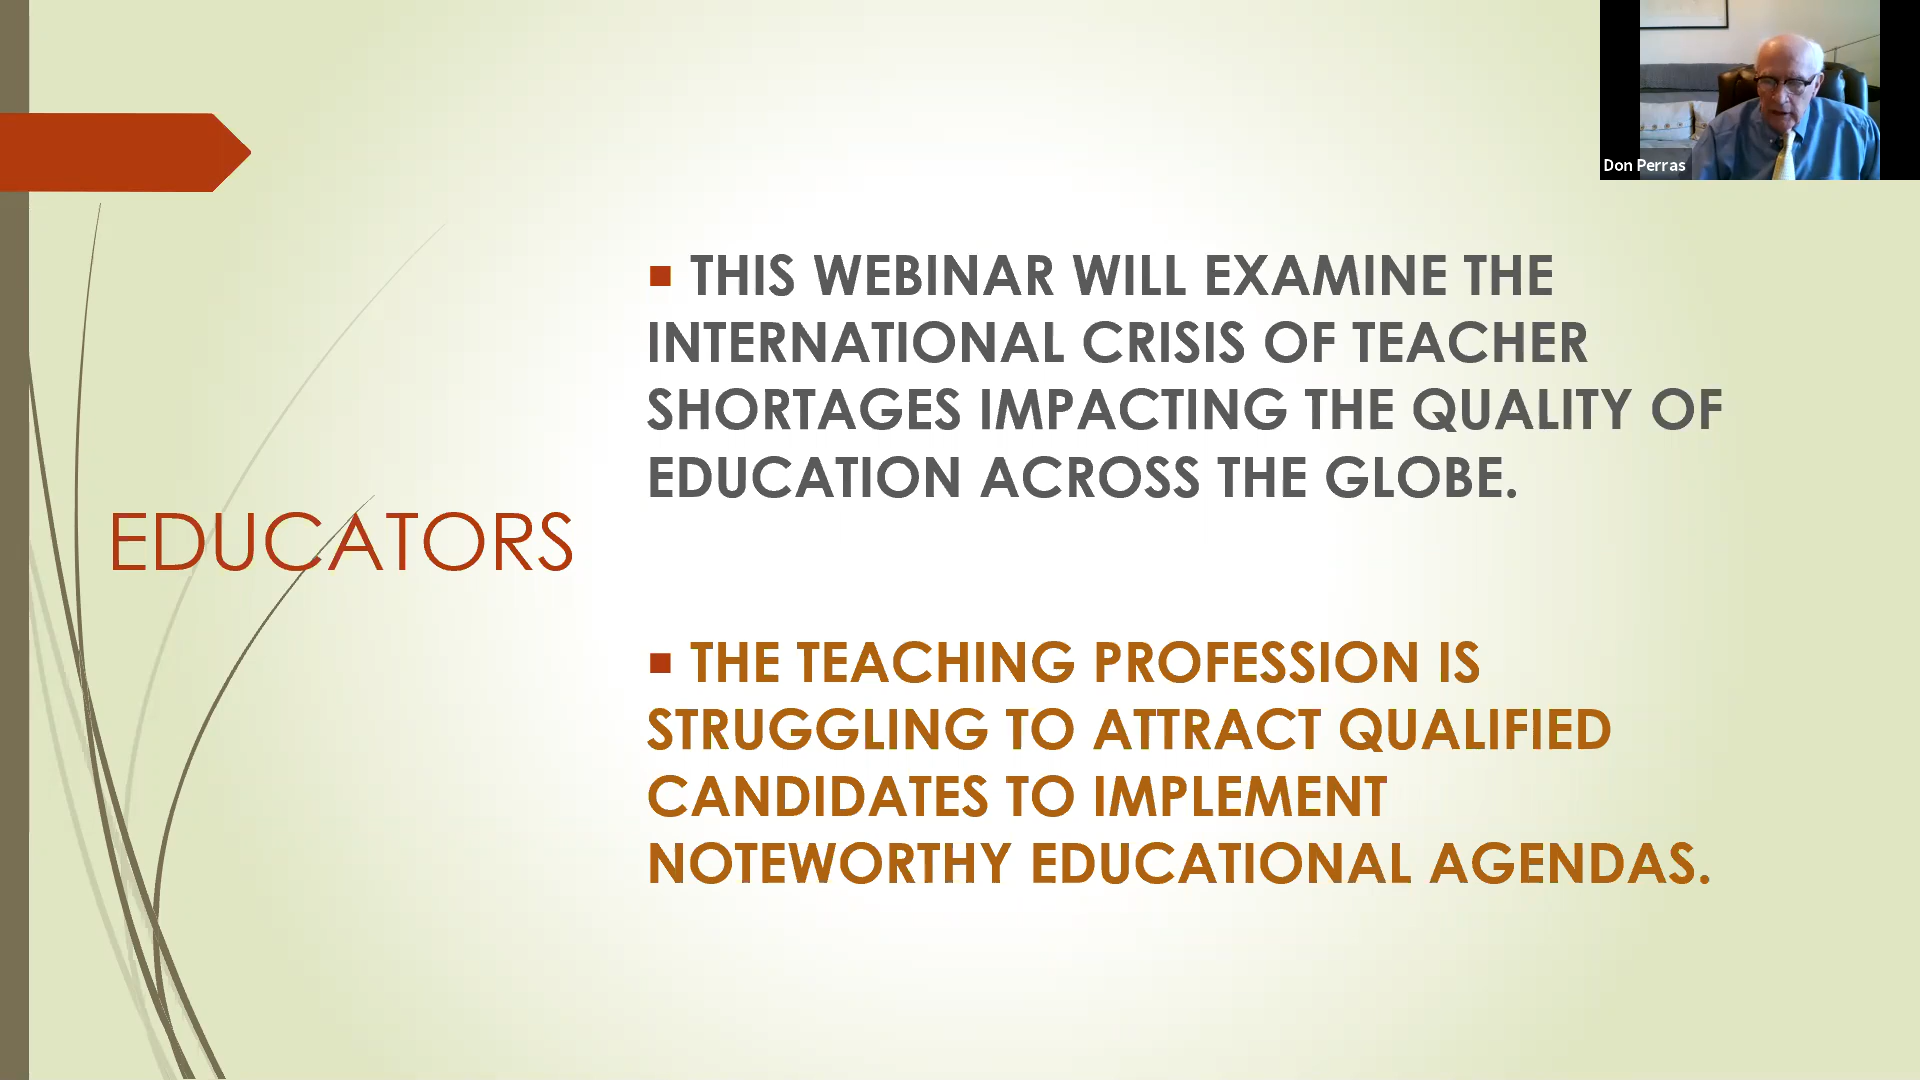 Don Perras
■ THIS WEBINAR WILL EXAMINE THE
INTERNATIONAL CRISIS OF TEACHER
SHORTAGES IMPACTING THE QUALITY OF
EDUCATION ACROSS THE GLOBE.
EDUCATORS
■ THE TEACHING PROFESSION IS
STRUGGLING TO ATTRACT QUALIFIED
CANDIDATES TO IMPLEMENT
NOTEWORTHY EDUCATIONAL AGENDAS.